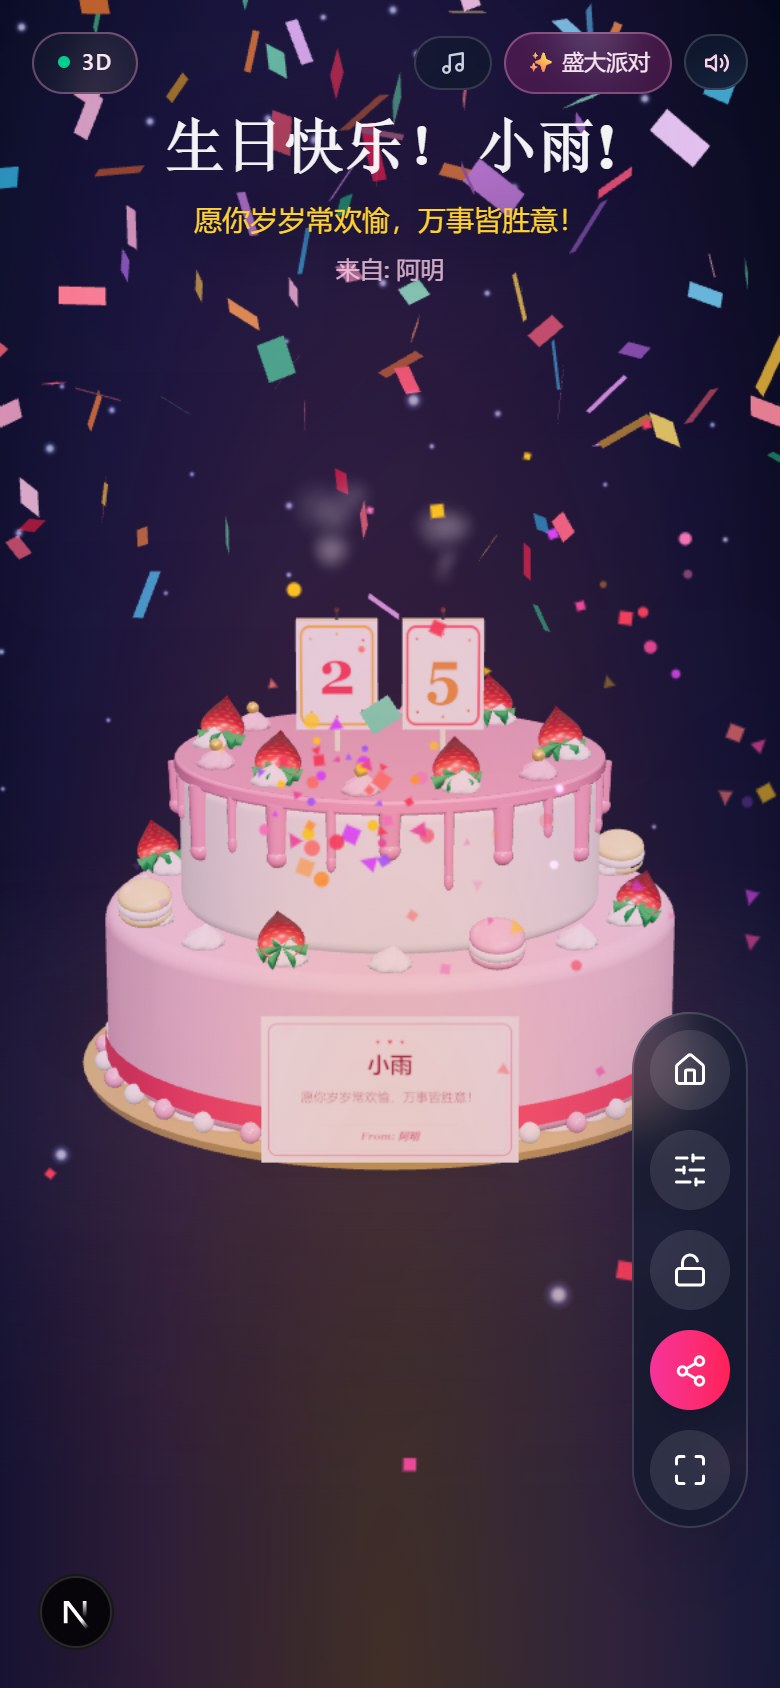 3D
✨ 盛大派对
生日快乐！ 小雨!
愿你岁岁常欢愉，万事皆胜意！
来自: 阿明
2 5
小雨
愿你岁岁常欢愉，万事皆胜意！
From: 阿明
N